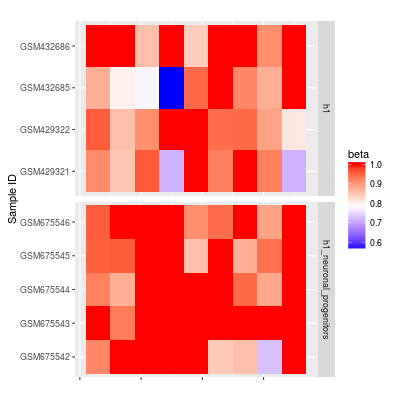 GSM432686
GSM432685
GSM429322
GSM429321
h1
GSM675546
GSM675545
GSM675544
GSM675543
GSM675542
h1_neuronal_progenitors
Sample ID
beta
1.0
0.9
0.8
0.7
0.6